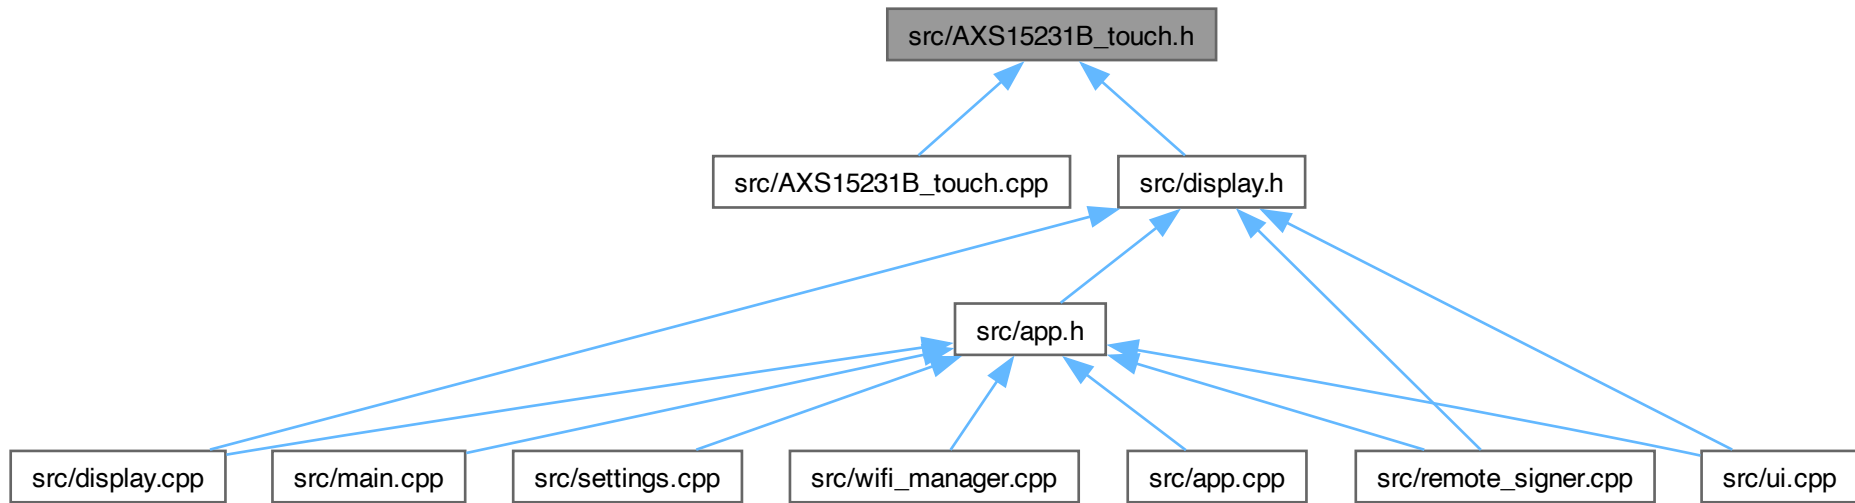 src/AXS15231B_touch.h
src/AXS15231B_touch.cpp
src/display.h
src/app.h
src/display.cpp
src/main.cpp
src/settings.cpp
src/wifi_manager.cpp
src/app.cpp
src/remote_signer.cpp
src/ui.cpp